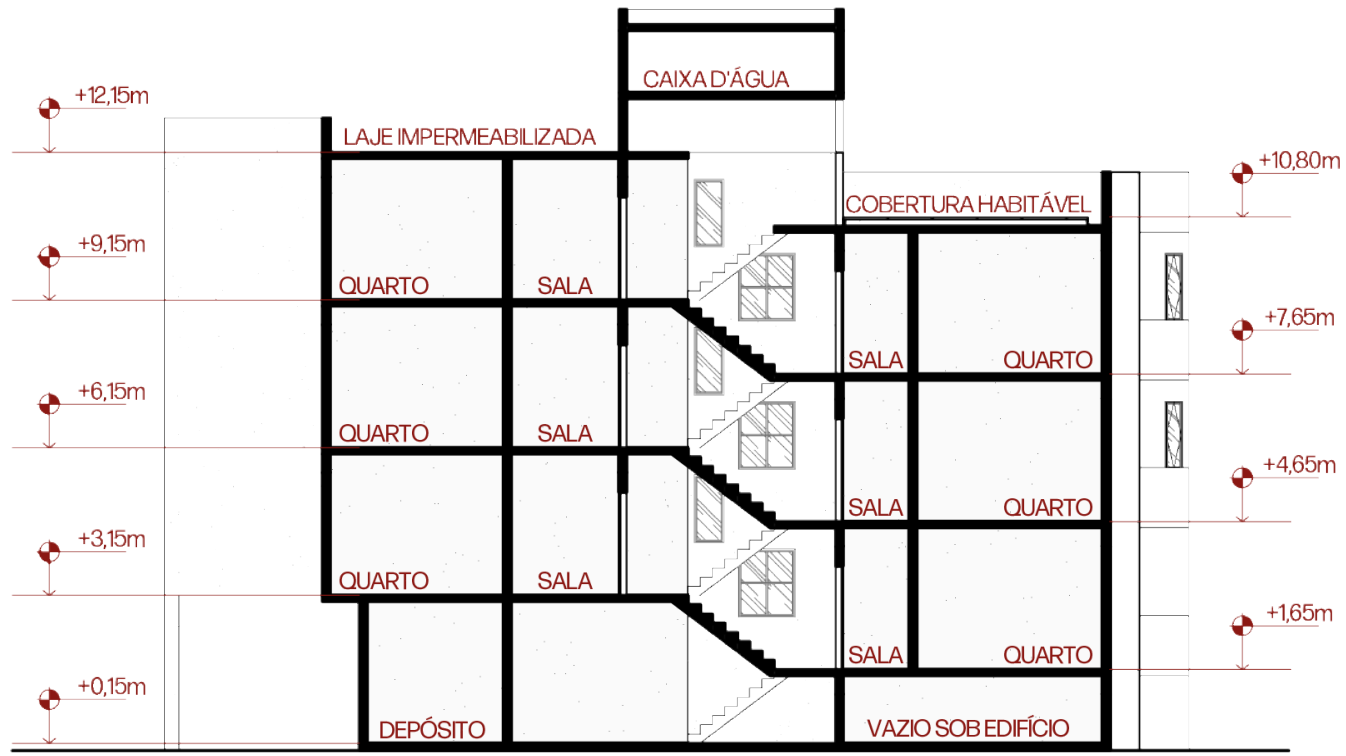 CAIXA D'ÁGUA
+12,15m
LAJE IMPERMEABILIZADA
+10,80m
COBERTURA HABITÁVEL
+9,15m
QUARTO SALA
+7,65m
SALA QUARTO
+6,15m
QUARTO SALA
+4,65m
SALA QUARTO
+3,15m
QUARTO SALA
+1,65m
SALA QUARTO
+0,15m
DEPÓSITO
VAZIO SOB EDIFÍCIO